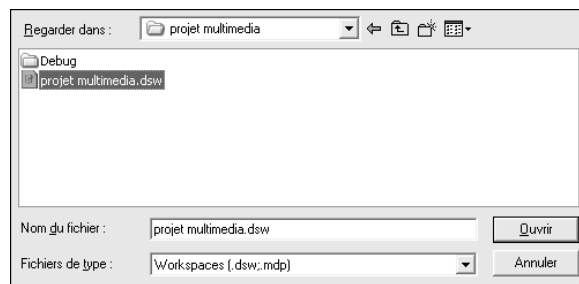 Regarder dans : projet multimedia
Debug
projet multimedia.dsw
Nom du fichier : projet multimedia.dsw Ouvrir
Fichiers de type : Workspaces (.dsw;.mdp) Annuler